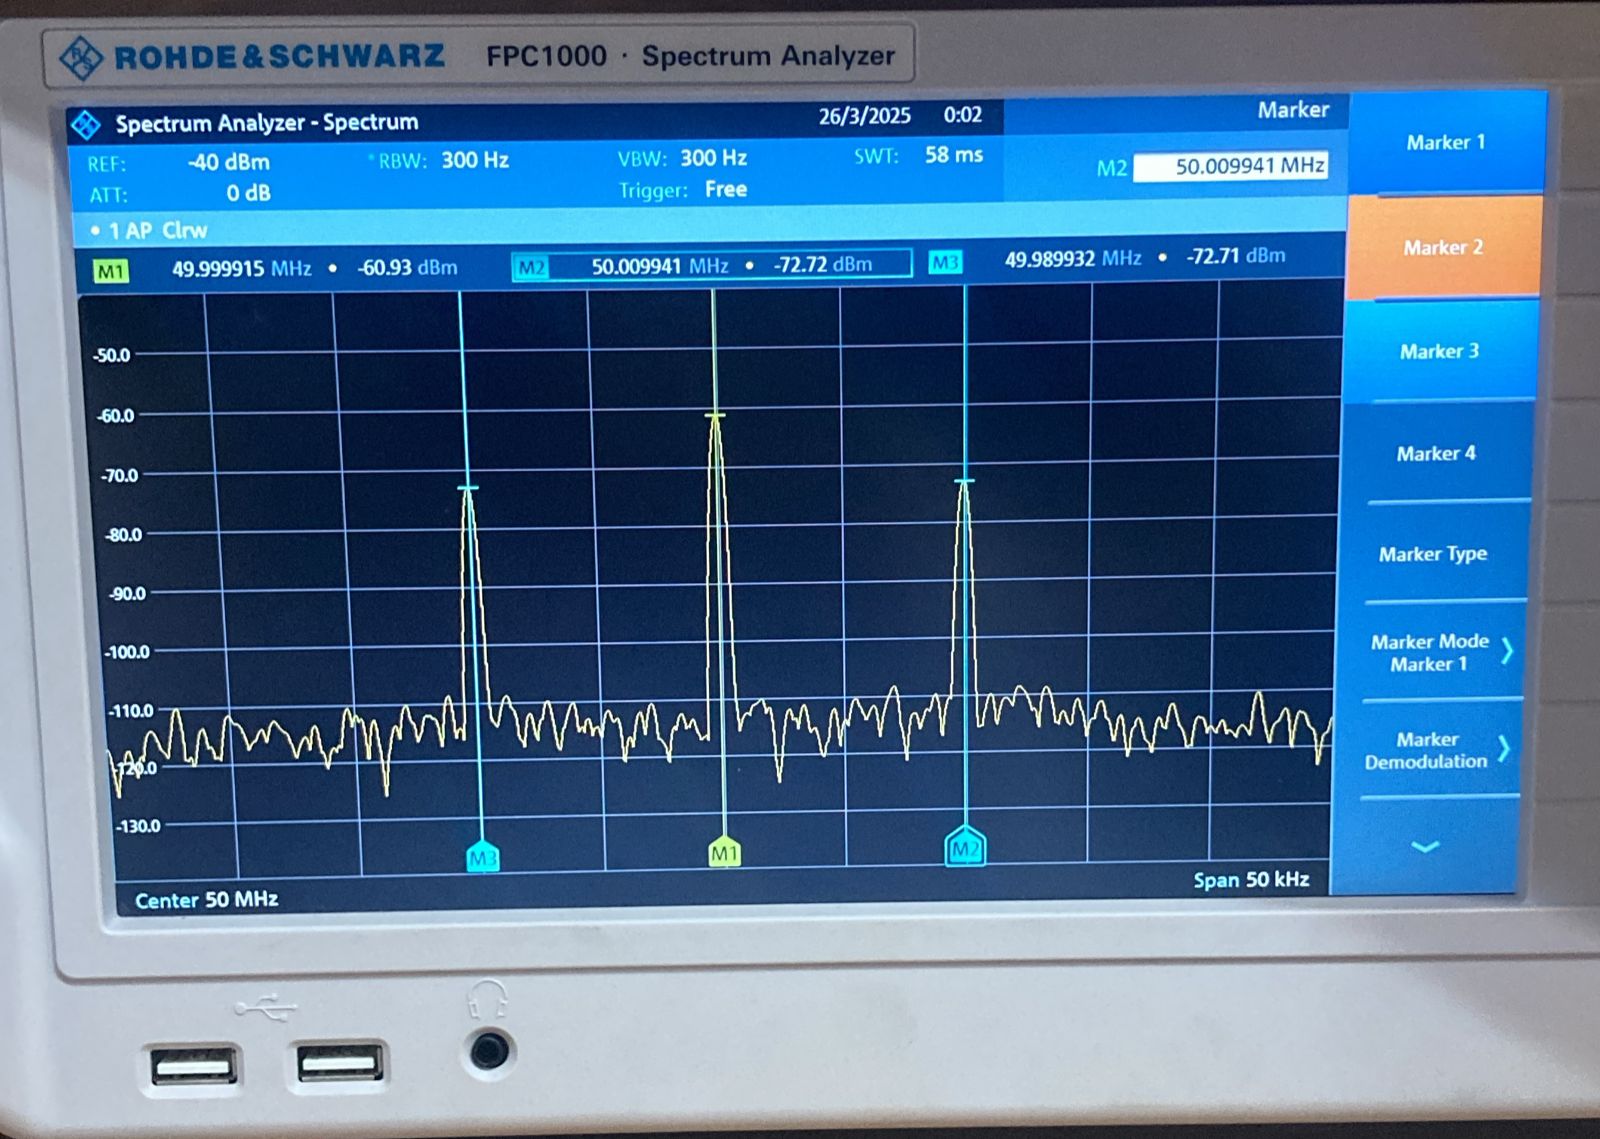 ROHDE&SCHWARZ FPC1000 · Spectrum Analyzer
Spectrum Analyzer - Spectrum 26/3/2025 0:02 Marker
REF: -40 dBm *RBW: 300 Hz VBW: 300 Hz SWT: 58 ms
M2 50.009941 MHz
ATT: 0 dB Trigger: Free
• 1 AP Clrw
M1 49.999915 MHz • -60.93 dBm M2 50.009941 MHz • -72.72 dBm M3 49.989932 MHz • -72.71 dBm
-50.0
-60.0
-70.0
-80.0
-90.0
-100.0
-110.0
-120.0
-130.0
M3 M1 M2
Center 50 MHz Span 50 kHz
Marker 1
Marker 2
Marker 3
Marker 4
Marker Type
Marker Mode
Marker 1
Marker
Demodulation